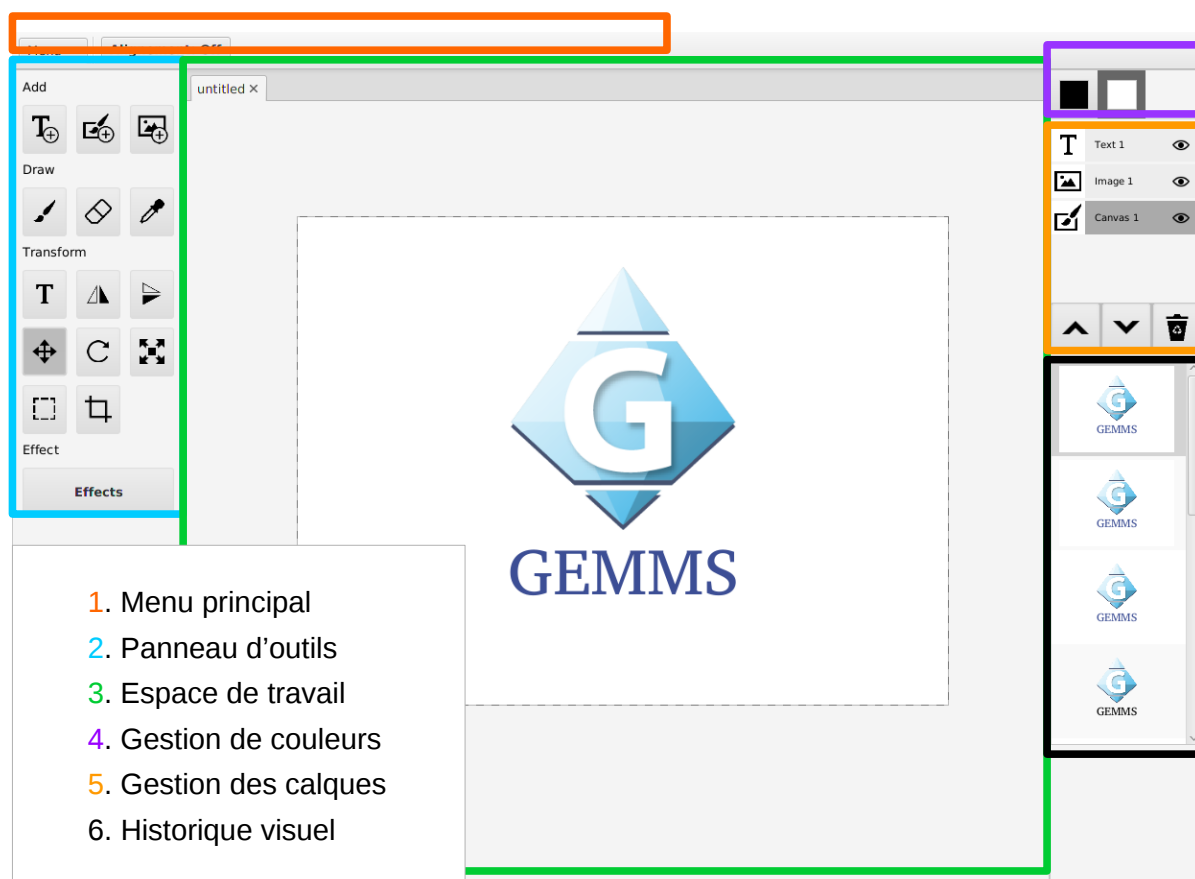 untitled ×
Add
Draw
Transform
Effect
Effects
GEMMS
Text 1
Image 1
Canvas 1
GEMMS
GEMMS
GEMMS
GEMMS
1. Menu principal
2. Panneau d’outils
3. Espace de travail
4. Gestion de couleurs
5. Gestion des calques
6. Historique visuel